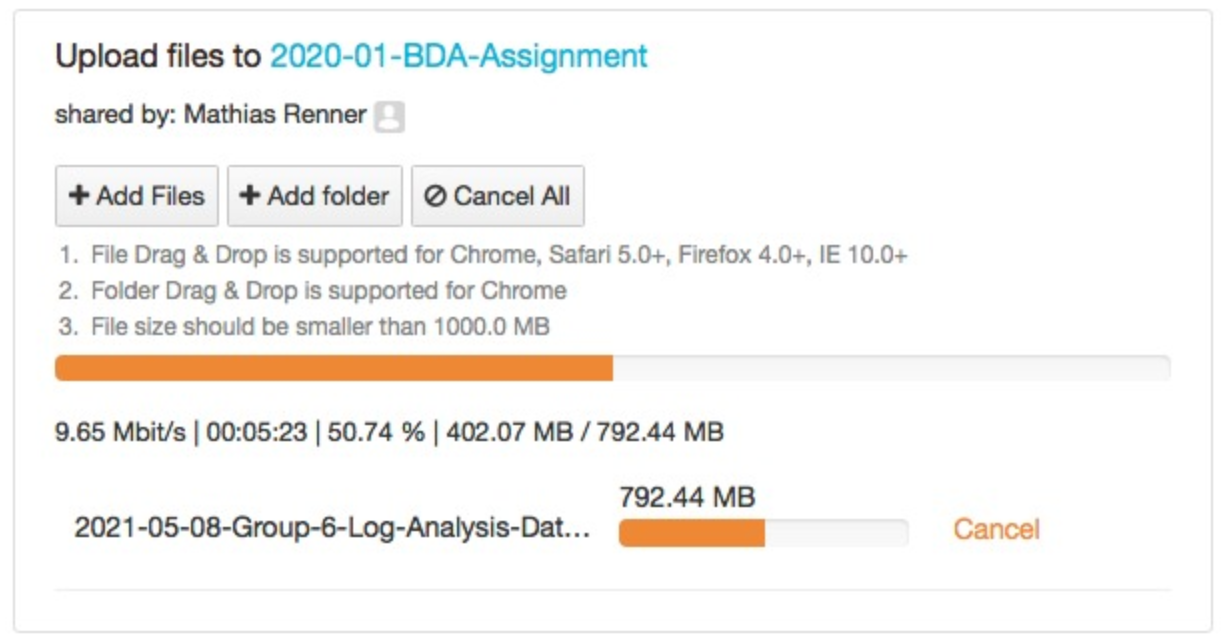 Upload files to 2020-01-BDA-Assignment
shared by: Mathias Renner
+ Add Files + Add folder Cancel All
1. File Drag & Drop is supported for Chrome, Safari 5.0+, Firefox 4.0+, IE 10.0+
2. Folder Drag & Drop is supported for Chrome
3. File size should be smaller than 1000.0 MB
9.65 Mbit/s | 00:05:23 | 50.74 % | 402.07 MB / 792.44 MB
792.44 MB
2021-05-08-Group-6-Log-Analysis-Dat... Cancel